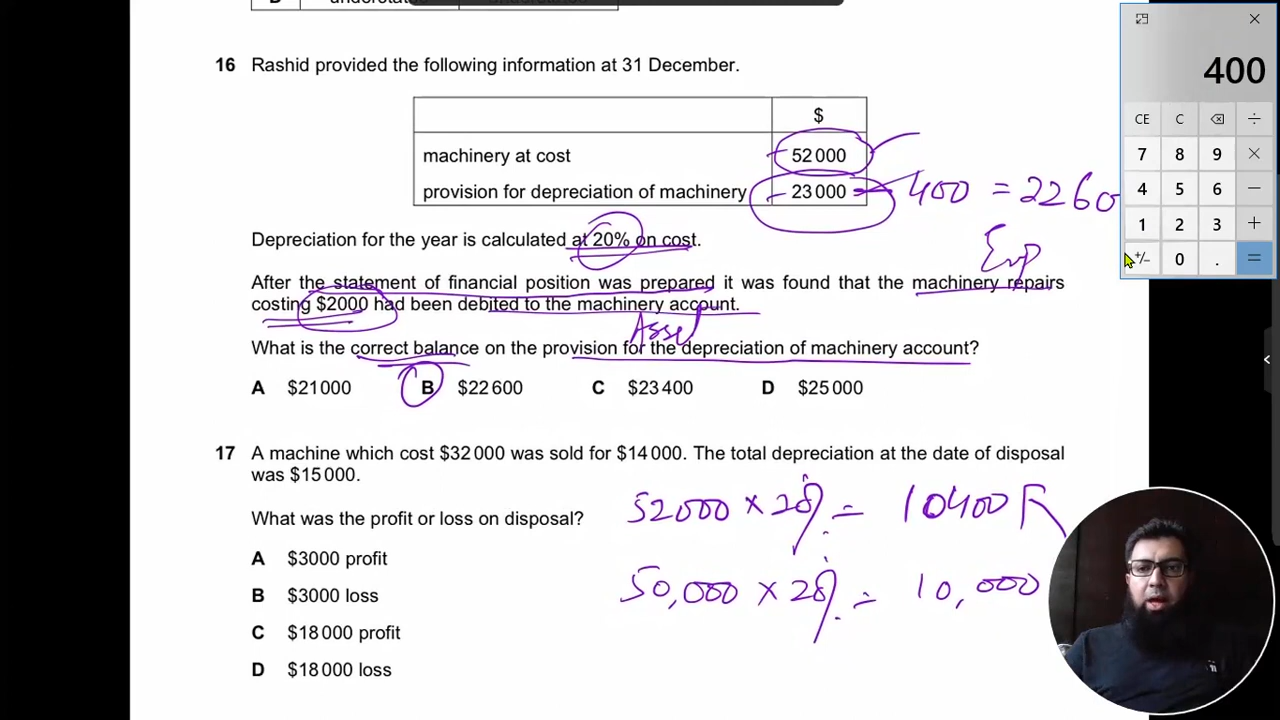 16 Rashid provided the following information at 31 December.
$
machinery at cost 52 000
provision for depreciation of machinery 23 000 400 = 2260
Depreciation for the year is calculated at 20% on cost.
Exp
After the statement of financial position was prepared it was found that the machinery repairs
costing $2000 had been debited to the machinery account.
Asset
What is the correct balance on the provision for the depreciation of machinery account?
A $21 000 B $22 600 C $23 400 D $25 000
17 A machine which cost $32 000 was sold for $14 000. The total depreciation at the date of disposal
was $15 000.
52000 × 20% = 10400
What was the profit or loss on disposal?
A $3000 profit
50,000 × 20% = 10,000
B $3000 loss
C $18 000 profit
D $18 000 loss
400
CE C ⌫ ÷
7 8 9 ×
4 5 6 −
1 2 3 +
+/− 0 . =